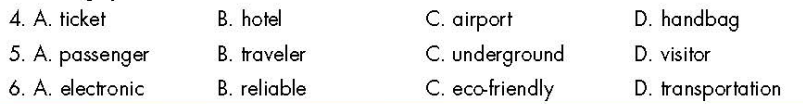 4. A. ticket B. hotel C. airport D. handbag
5. A. passenger B. traveler C. underground D. visitor
6. A. electronic B. reliable C. eco-friendly D. transportation